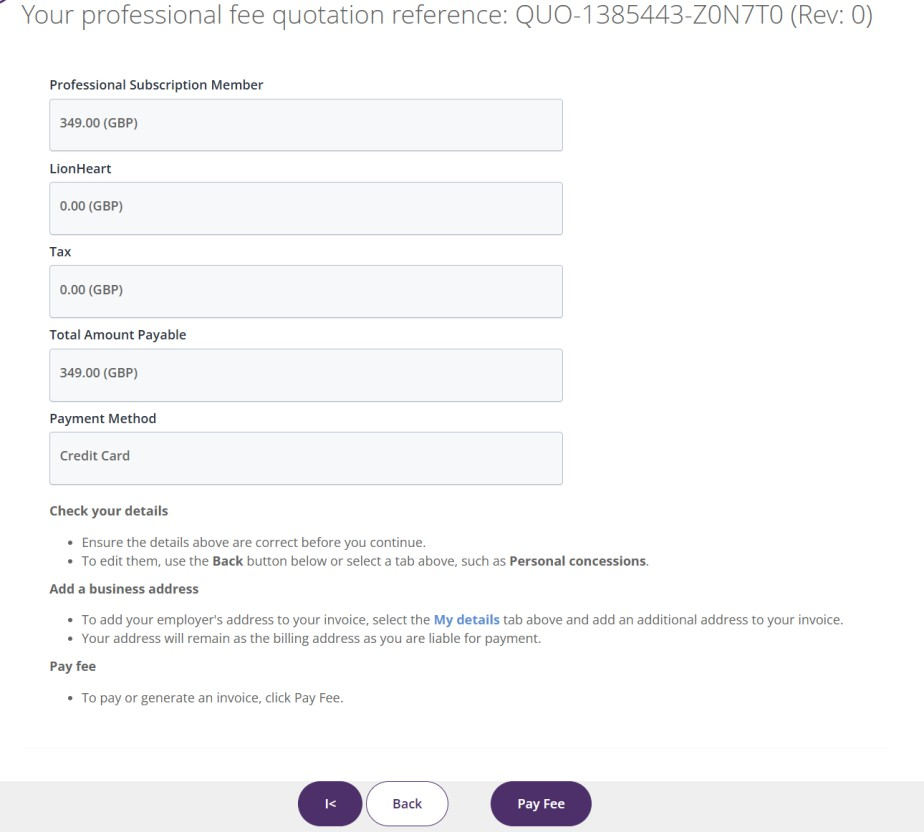 Your professional fee quotation reference: QUO-1385443-Z0N7T0 (Rev: 0)
Professional Subscription Member
349.00 (GBP)
LionHeart
0.00 (GBP)
Tax
0.00 (GBP)
Total Amount Payable
349.00 (GBP)
Payment Method
Credit Card
Check your details
• Ensure the details above are correct before you continue.
• To edit them, use the Back button below or select a tab above, such as Personal concessions.
Add a business address
• To add your employer's address to your invoice, select the My details tab above and add an additional address to your invoice.
• Your address will remain as the billing address as you are liable for payment.
Pay fee
• To pay or generate an invoice, click Pay Fee.
I< Back Pay Fee